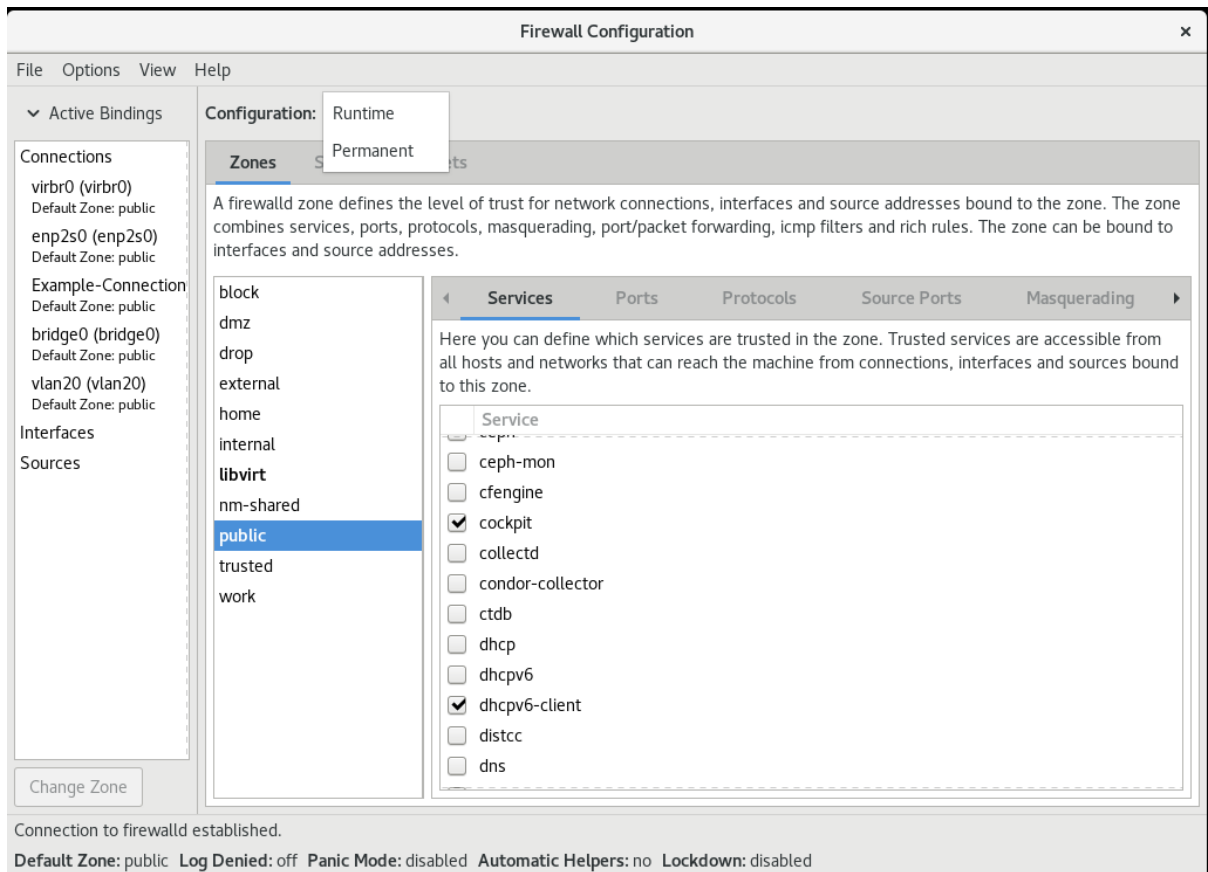 Firewall Configuration
File Options View Help
Active Bindings
Configuration:
Runtime
Permanent
Connections
virbr0 (virbr0)
Default Zone: public
enp2s0 (enp2s0)
Default Zone: public
Example-Connection
Default Zone: public
bridge0 (bridge0)
Default Zone: public
vlan20 (vlan20)
Default Zone: public
Interfaces
Sources
Change Zone
Zones
A firewalld zone defines the level of trust for network connections, interfaces and source addresses bound to the zone. The zone
combines services, ports, protocols, masquerading, port/packet forwarding, icmp filters and rich rules. The zone can be bound to
interfaces and source addresses.
block
dmz
drop
external
home
internal
libvirt
nm-shared
public
trusted
work
Services Ports Protocols Source Ports Masquerading
Here you can define which services are trusted in the zone. Trusted services are accessible from
all hosts and networks that can reach the machine from connections, interfaces and sources bound
to this zone.
Service
ceph-mon
cfengine
cockpit
collectd
condor-collector
ctdb
dhcp
dhcpv6
dhcpv6-client
distcc
dns
Connection to firewalld established.
Default Zone: public Log Denied: off Panic Mode: disabled Automatic Helpers: no Lockdown: disabled